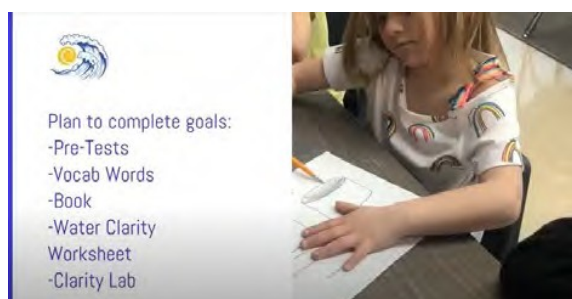 Plan to complete goals:
-Pre-Tests
-Vocab Words
-Book
-Water Clarity
Worksheet
-Clarity Lab